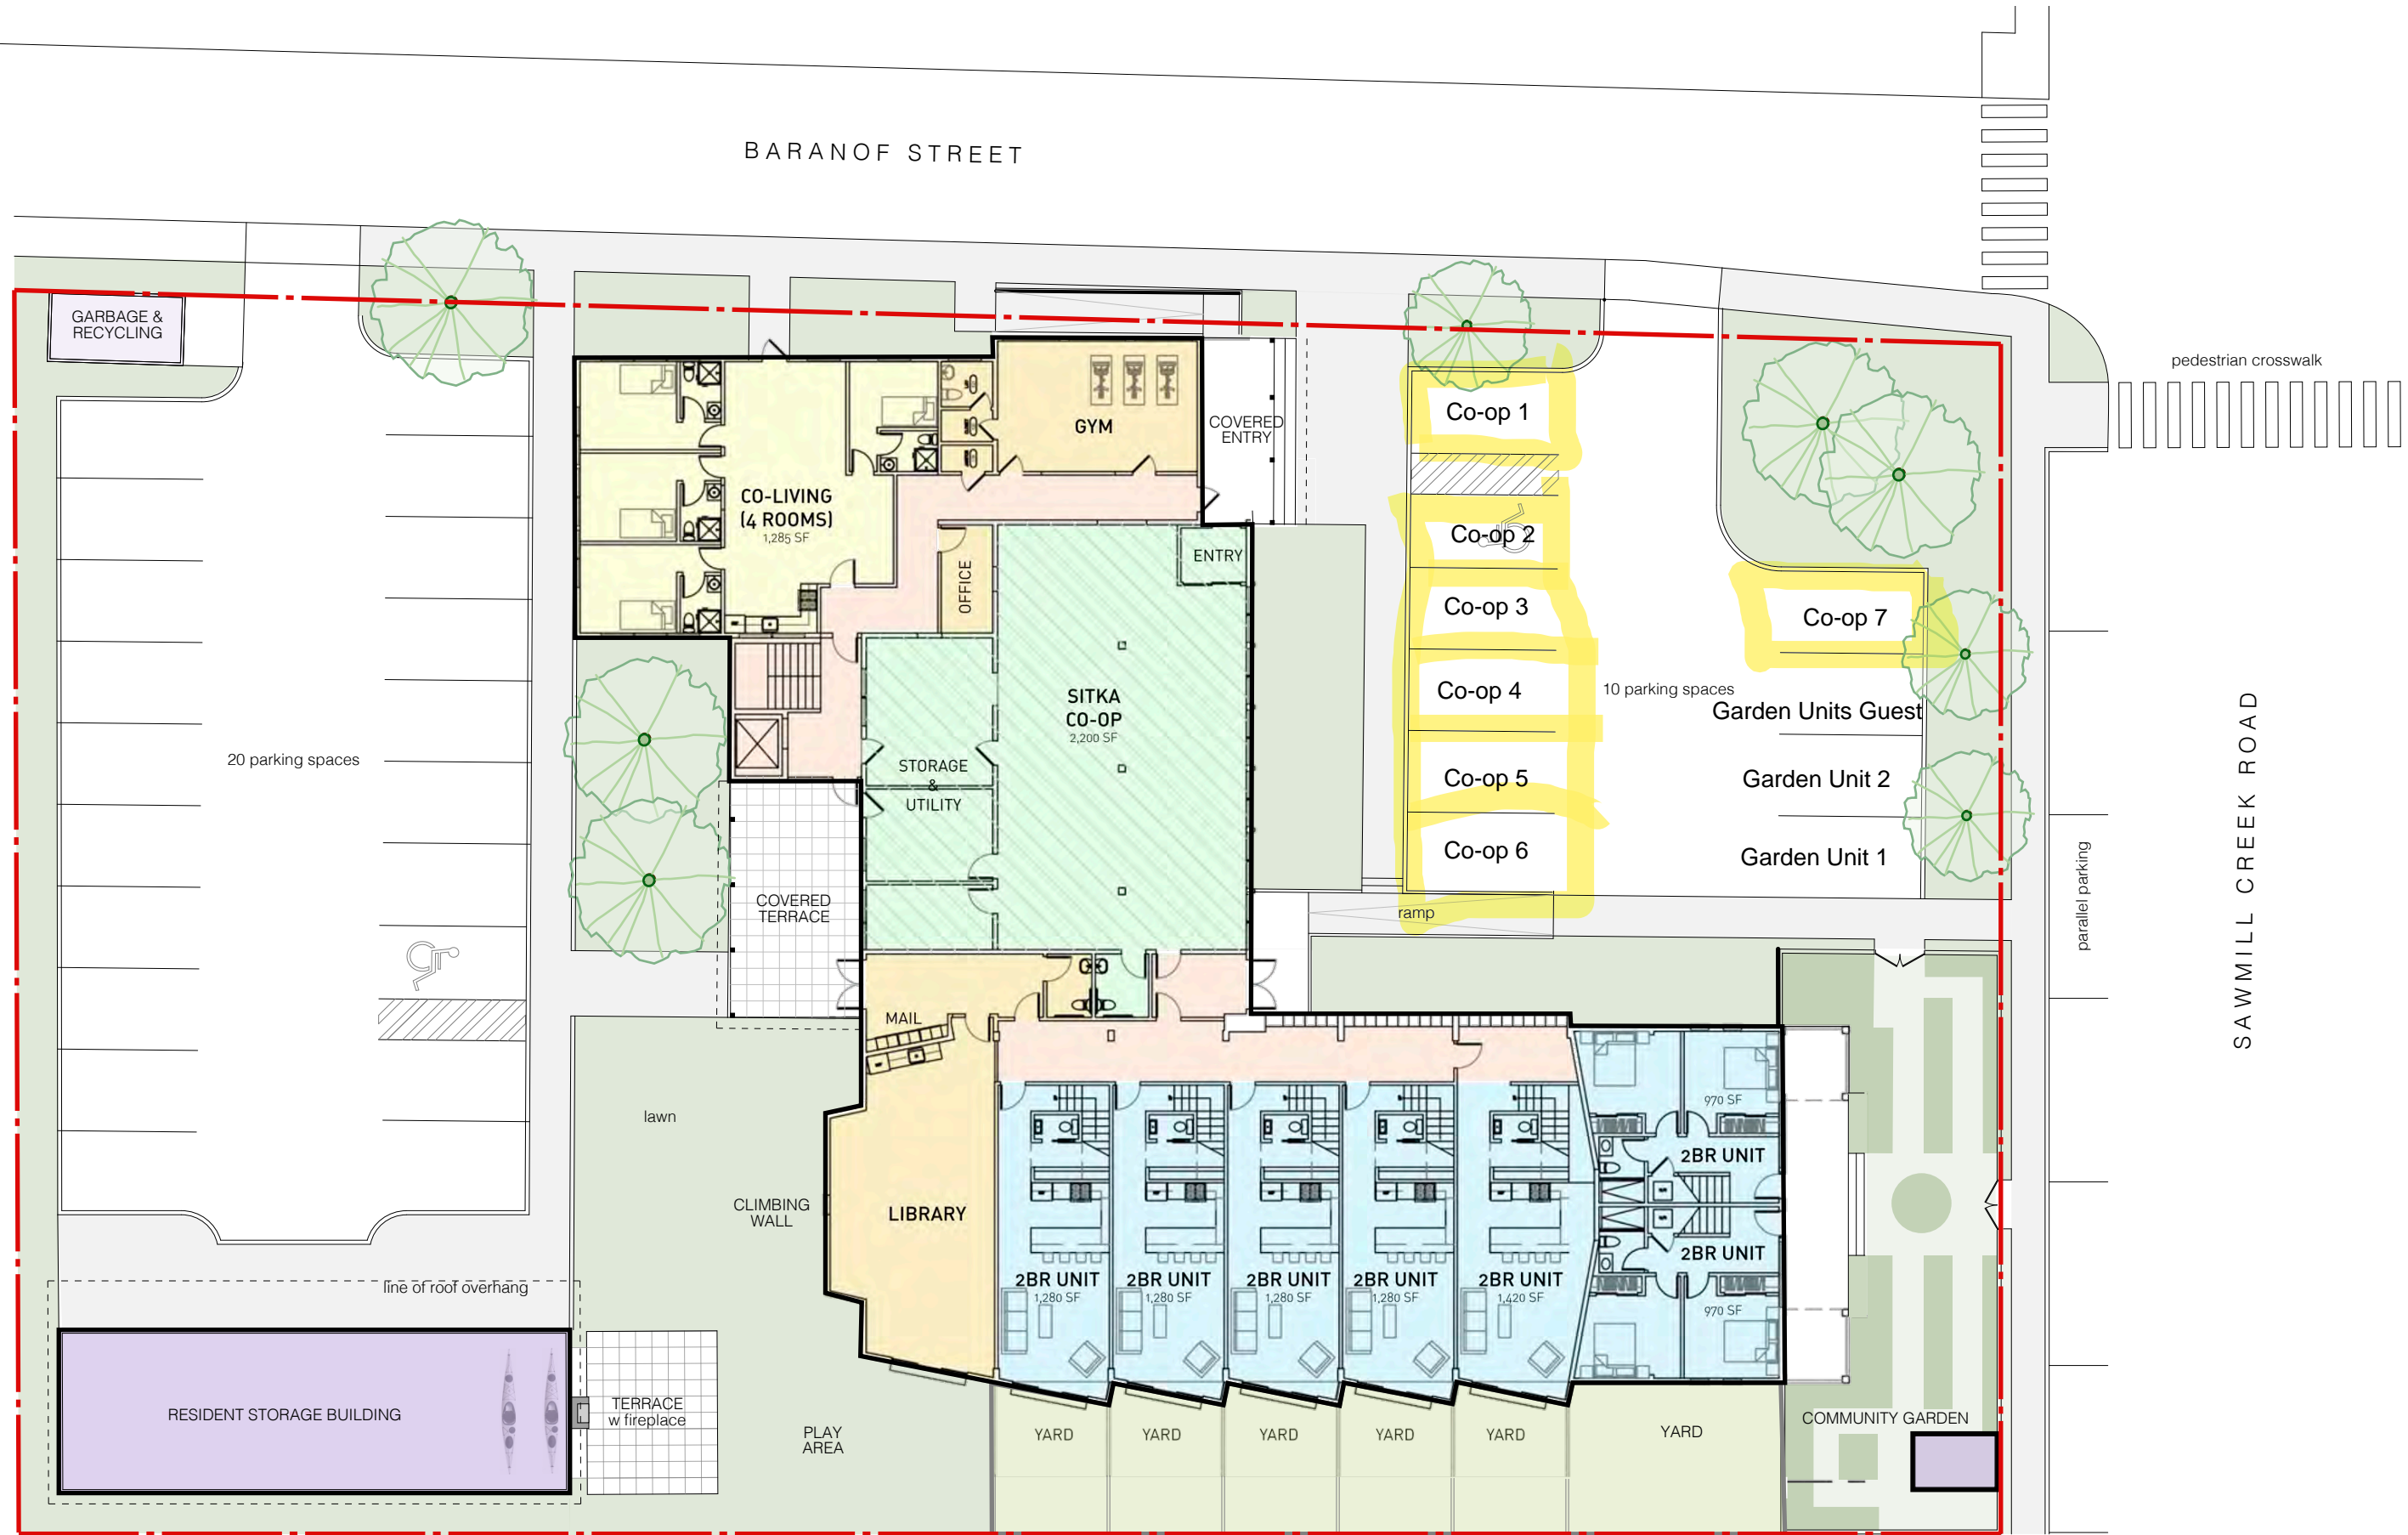 BARANOF STREET
GARBAGE &
RECYCLING
pedestrian crosswalk
GYM
COVERED
ENTRY
Co-op 1
CO-LIVING
(4 ROOMS)
1,285 SF
Co-op 2
ENTRY
OFFICE
Co-op 3
Co-op 7
SITKA
CO-OP
2,200 SF
Co-op 4
10 parking spaces
Garden Units Guest
20 parking spaces
STORAGE
&
UTILITY
Co-op 5
Garden Unit 2
Co-op 6
Garden Unit 1
SAWMILL CREEK ROAD
parallel parking
COVERED
TERRACE
ramp
MAIL
lawn
970 SF
2BR UNIT
CLIMBING
WALL
LIBRARY
2BR UNIT
970 SF
2BR UNIT
1,280 SF
2BR UNIT
1,280 SF
2BR UNIT
1,280 SF
2BR UNIT
1,280 SF
2BR UNIT
1,420 SF
line of roof overhang
RESIDENT STORAGE BUILDING
TERRACE
w fireplace
PLAY
AREA
YARD
YARD
YARD
YARD
YARD
YARD
COMMUNITY GARDEN